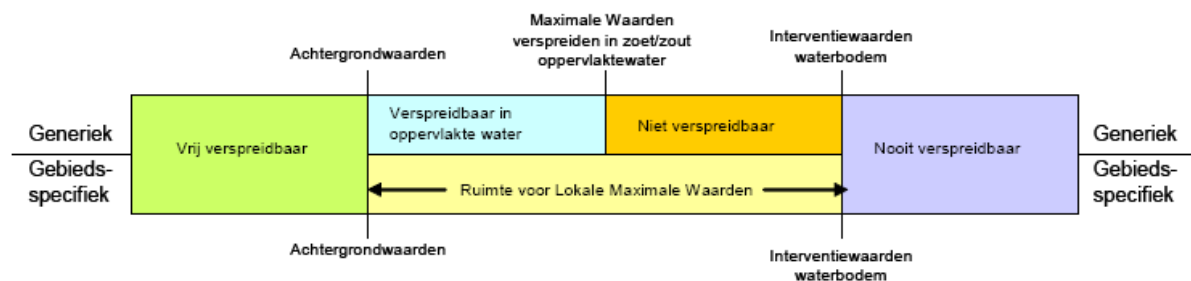 Maximale Waarden
verspreiden in zoet/zout
oppervlaktewater
Achtergrondwaarden
Interventiewaarden
waterbodem
Generiek
Gebieds-
specifiek
Vrij verspreidbaar
Verspreidbaar in
oppervlakte water
Niet verspreidbaar
Ruimte voor Lokale Maximale Waarden
Nooit verspreidbaar
Generiek
Gebieds-
specifiek
Achtergrondwaarden
Interventiewaarden
waterbodem